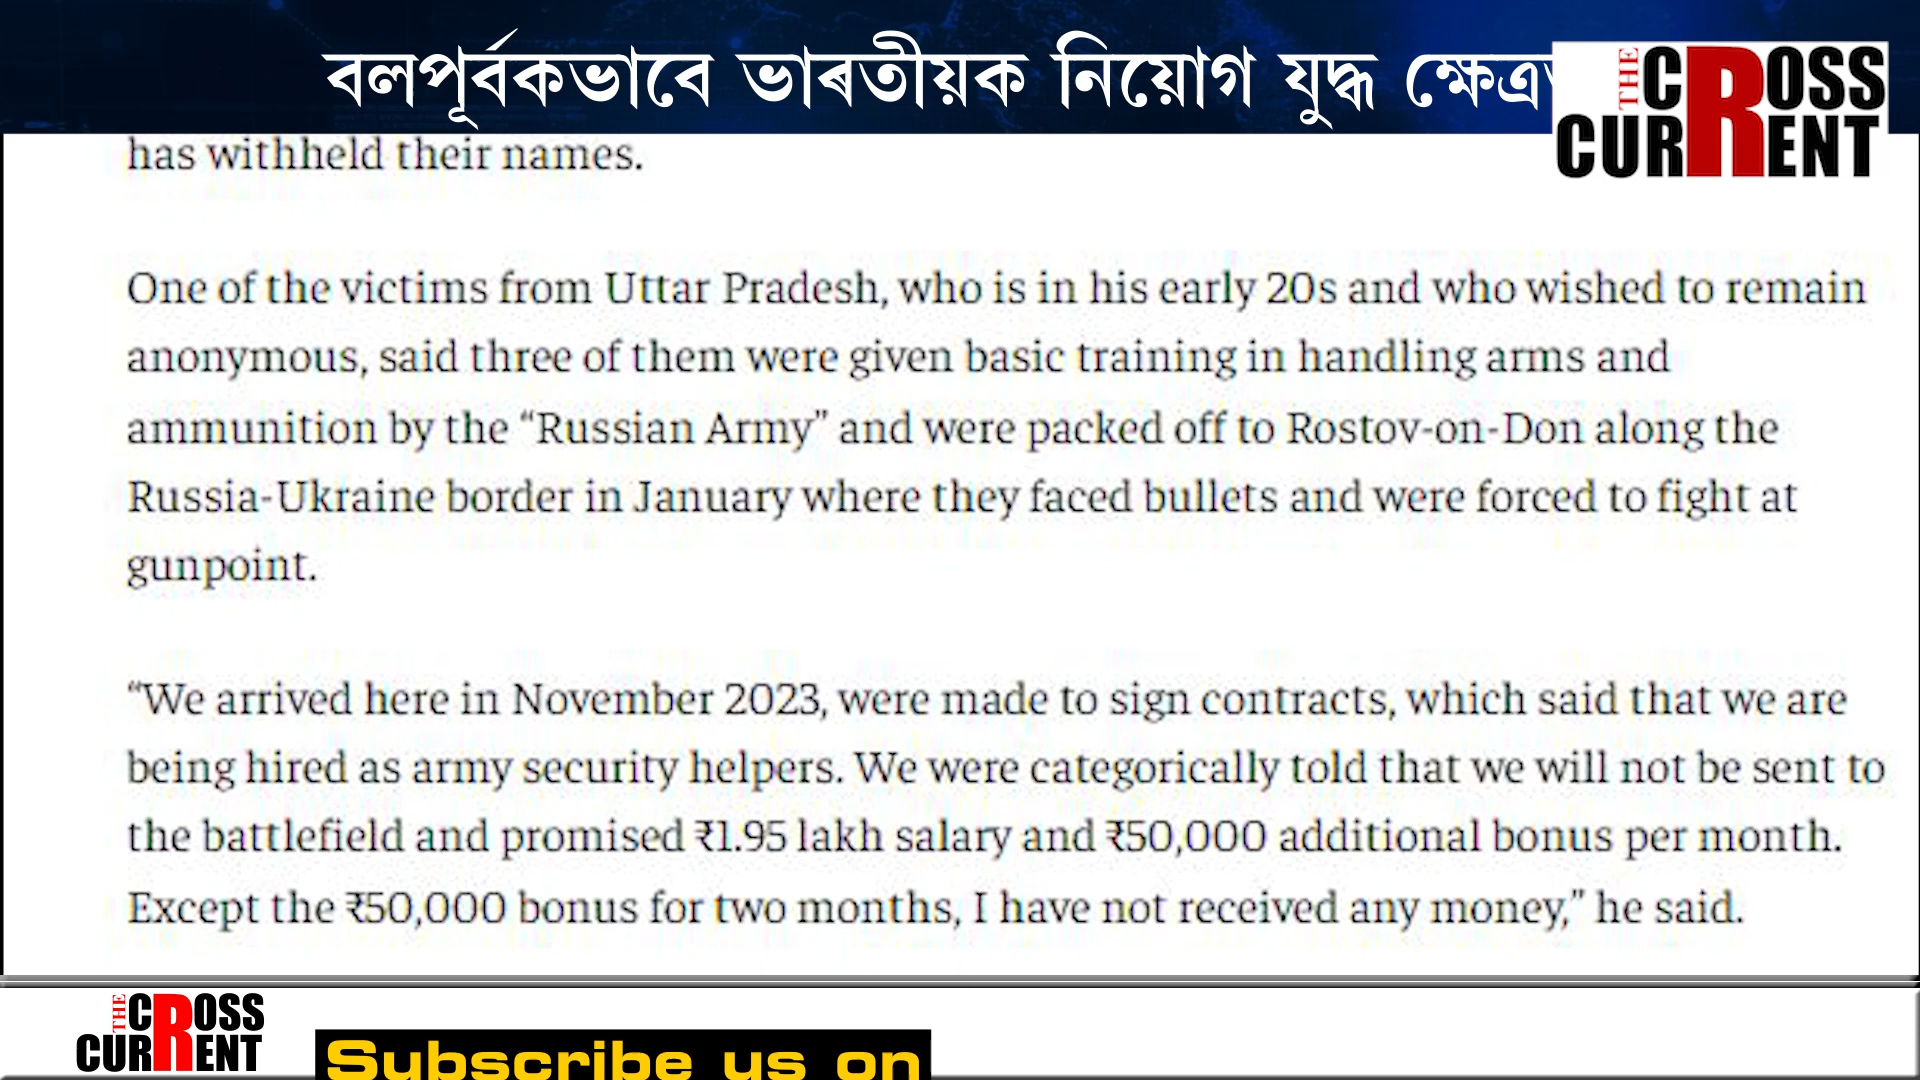 বলপূৰ্বকভাবে ভাৰতীয়ক নিয়োগ যুদ্ধ
THE CROSS
CURRENT
has withheld their names.
One of the victims from Uttar Pradesh, who is in his early 20s and who wished to remain
anonymous, said three of them were given basic training in handling arms and
ammunition by the “Russian Army” and were packed off to Rostov-on-Don along the
Russia-Ukraine border in January where they faced bullets and were forced to fight at
gunpoint.
“We arrived here in November 2023, were made to sign contracts, which said that we are
being hired as army security helpers. We were categorically told that we will not be sent to
the battlefield and promised ₹1.95 lakh salary and ₹50,000 additional bonus per month.
Except the ₹50,000 bonus for two months, I have not received any money,” he said.
THE CROSS
CURRENT
Subscribe us on